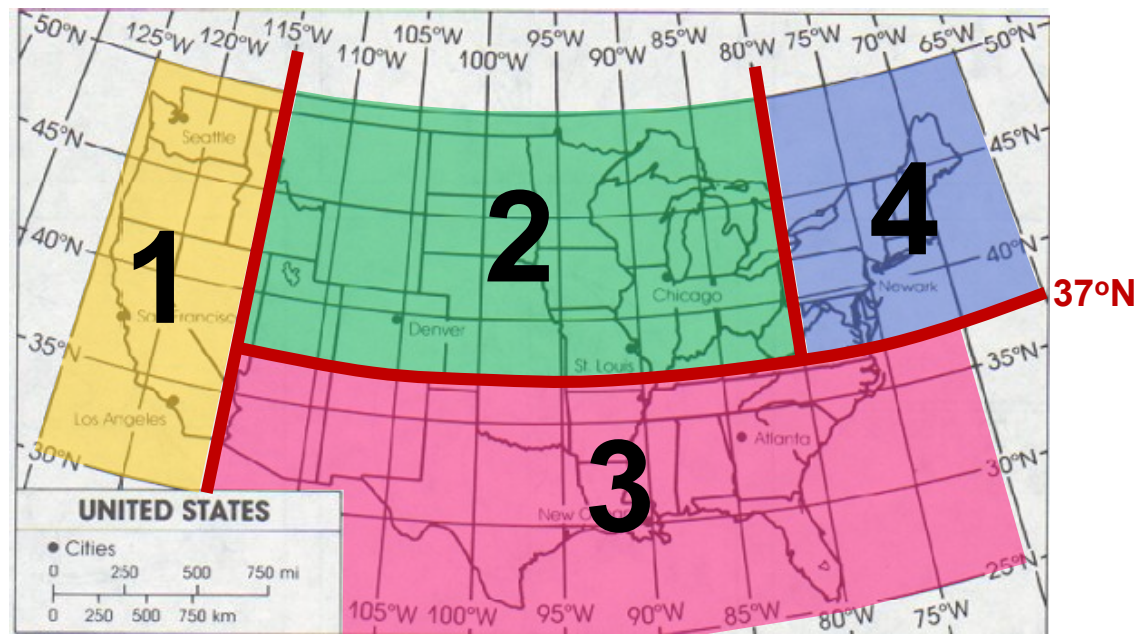 50°N 125°W 120°W 115°W 110°W 105°W 100°W 95°W 90°W 85°W 80°W 75°W 70°W 65°W 50°N
45°N 45°N
Seattle
40°N 40°N
1 2 4
Chicago Newark
37°N
San Francisco Denver
35°N St. Louis 35°N
Los Angeles Atlanta
30°N 3 30°N
UNITED STATES New
Cities
0 250 500 750 mi
0 250 500 750 km
25°N
105°W 100°W 95°W 90°W 85°W 80°W 75°W